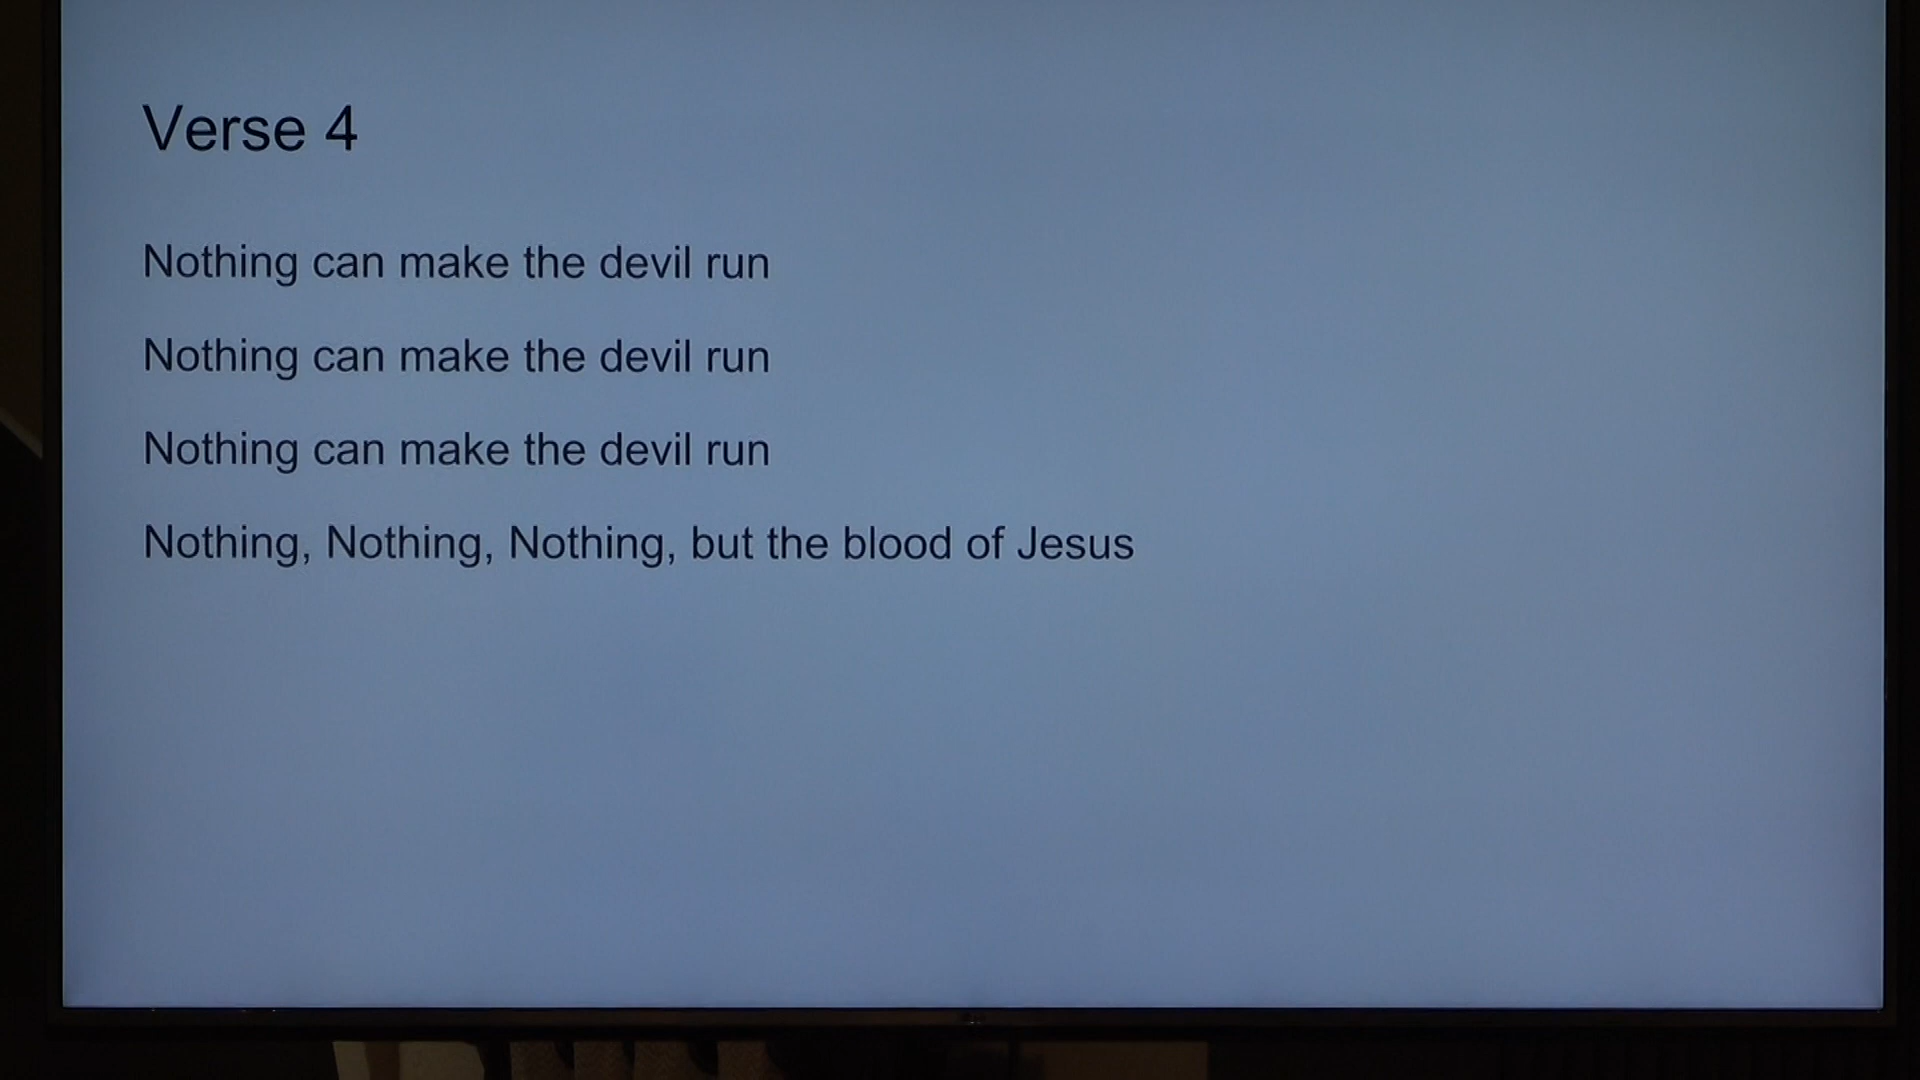 Verse 4
Nothing can make the devil run
Nothing can make the devil run
Nothing can make the devil run
Nothing, Nothing, Nothing, but the blood of Jesus